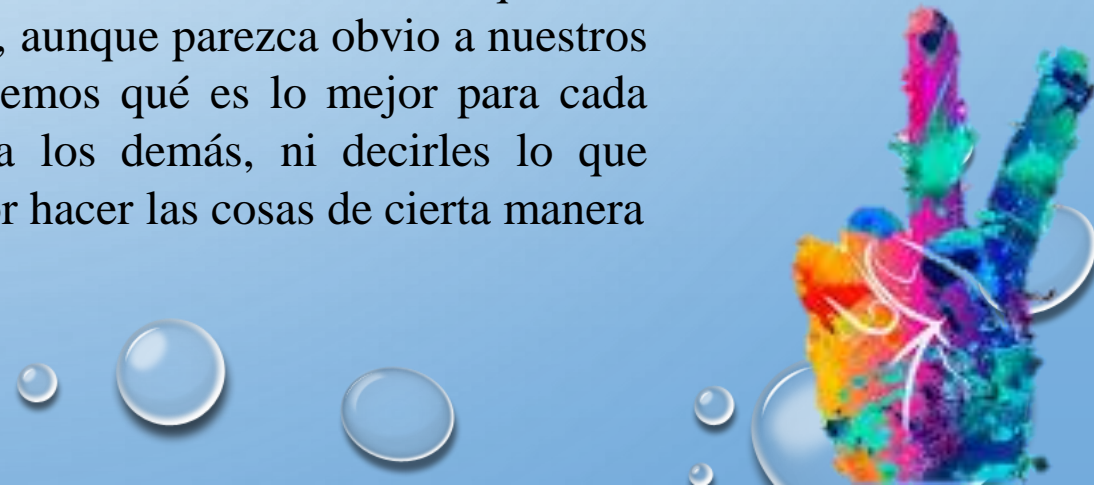 , aunque parezca obvio a nuestros
emos qué es lo mejor para cada
a los demás, ni decirles lo que
r hacer las cosas de cierta manera